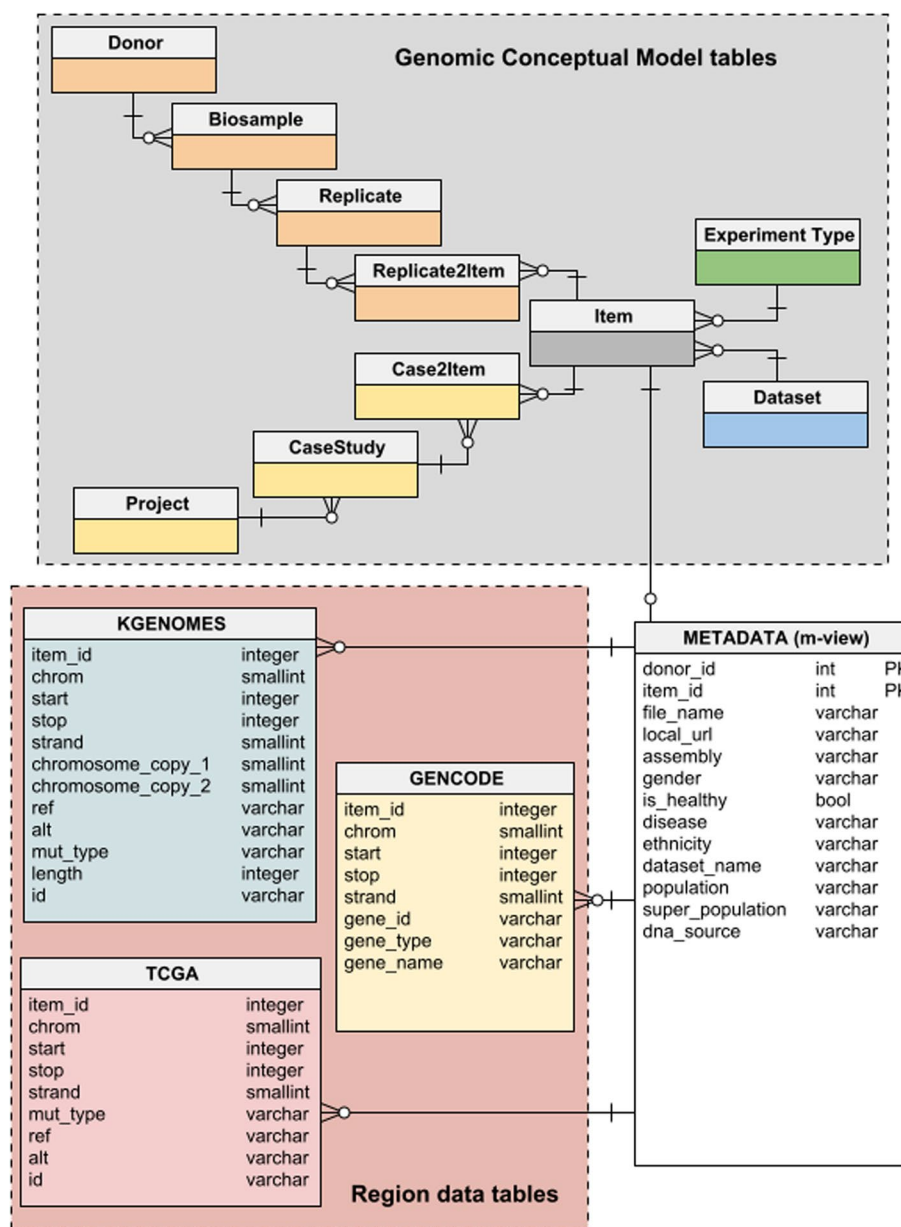 Donor
Genomic Conceptual Model tables
Biosample
Replicate
Experiment Type
Replicate2Item
Item
Case2Item
Dataset
CaseStudy
Project
KGENOMES
item_id integer
chrom smallint
start integer
stop integer
strand smallint
chromosome_copy_1 smallint
chromosome_copy_2 smallint
ref varchar
alt varchar
mut_type varchar
length integer
id varchar
METADATA (m-view)
donor_id int PK
item_id int PK
file_name varchar
local_url varchar
assembly varchar
gender varchar
is_healthy bool
disease varchar
ethnicity varchar
dataset_name varchar
population varchar
super_population varchar
dna_source varchar
GENCODE
item_id integer
chrom smallint
start integer
stop integer
strand smallint
gene_id varchar
gene_type varchar
gene_name varchar
TCGA
item_id integer
chrom smallint
start integer
stop integer
strand smallint
mut_type varchar
ref varchar
alt varchar
id varchar
Region data tables